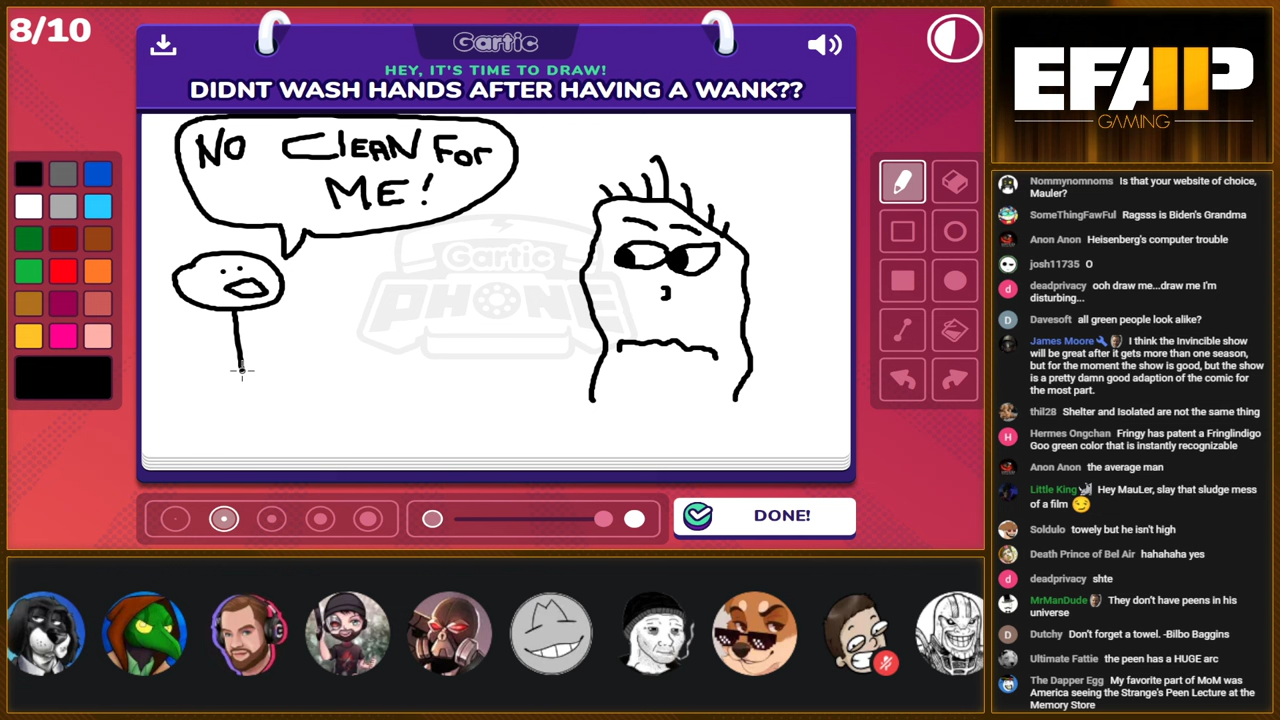 8/10
Gartic
HEY, IT'S TIME TO DRAW!
DIDNT WASH HANDS AFTER HAVING A WANK??
NO CLEAN FOR
ME!
Gartic
PHONE
DONE!
EFAP
GAMING
Nommynomnoms Is that your website of choice,
Mauler?
SomeThingFawFul Ragsss is Biden's Grandma
Anon Anon Heisenberg's computer trouble
josh11735 O
deadprivacy ooh draw me...draw me I'm
disturbing...
Davesoft all green people look alike?
James Moore I think the Invincible show
will be great after it gets more than one season,
but for the moment the show is good, but the show
is a pretty damn good adaption of the comic for
the most part.
thil28 Shelter and Isolated are not the same thing
Hermes Ongchan Fringy has patent a Fringlindigo
Goo green color that is instantly recognizable
Anon Anon the average man
Little King Hey MauLer, slay that sludge mess
of a film
Soldulo towely but he isn't high
Death Prince of Bel Air hahahaha yes
deadprivacy shte
MrManDude They don't have peens in his
universe
Dutchy Don't forget a towel. -Bilbo Baggins
Ultimate Fattie the peen has a HUGE arc
The Dapper Egg My favorite part of MoM was
America seeing the Strange's Peen Lecture at the
Memory Store